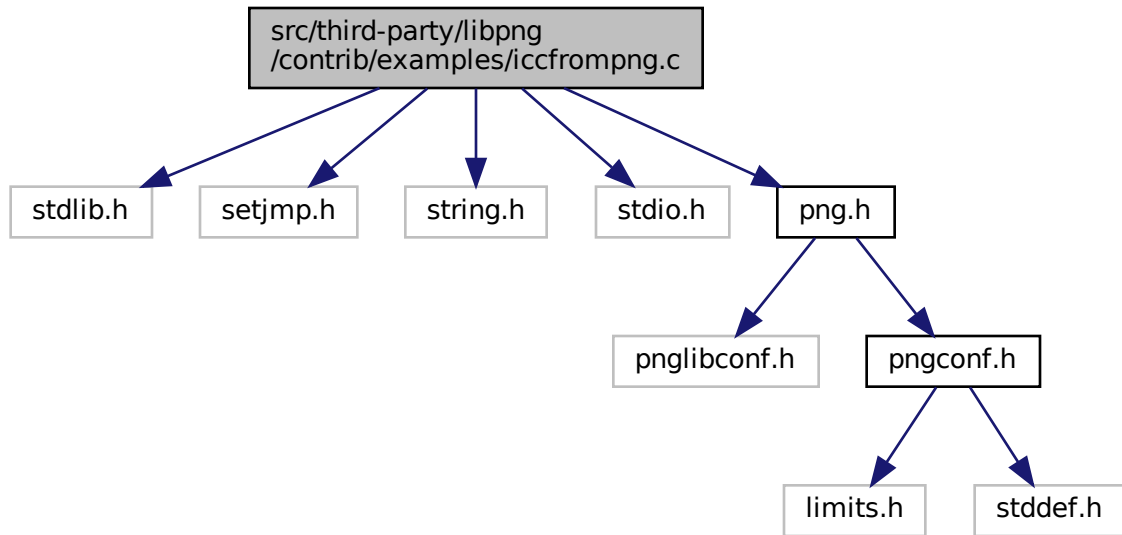 src/third-party/libpng
/contrib/examples/iccfrompng.c
stdlib.h
setjmp.h
string.h
stdio.h
png.h
pnglibconf.h
pngconf.h
limits.h
stddef.h